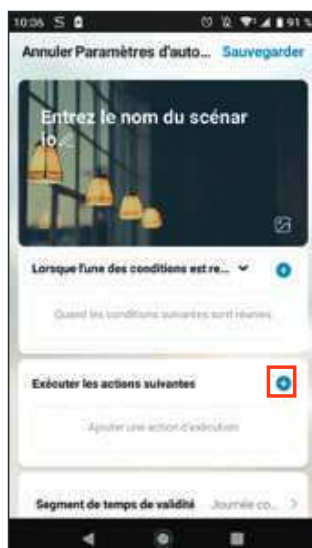 10:06 S 91 %
Annuler Paramètres d'auto... Sauvegarder
Entrez le nom du scénar
io
Lorsque l'une des conditions est re...
Quand les conditions suivantes sont réunies
Exécuter les actions suivantes
Ajouter une action d'exécution
Segment de temps de validité Journée co...